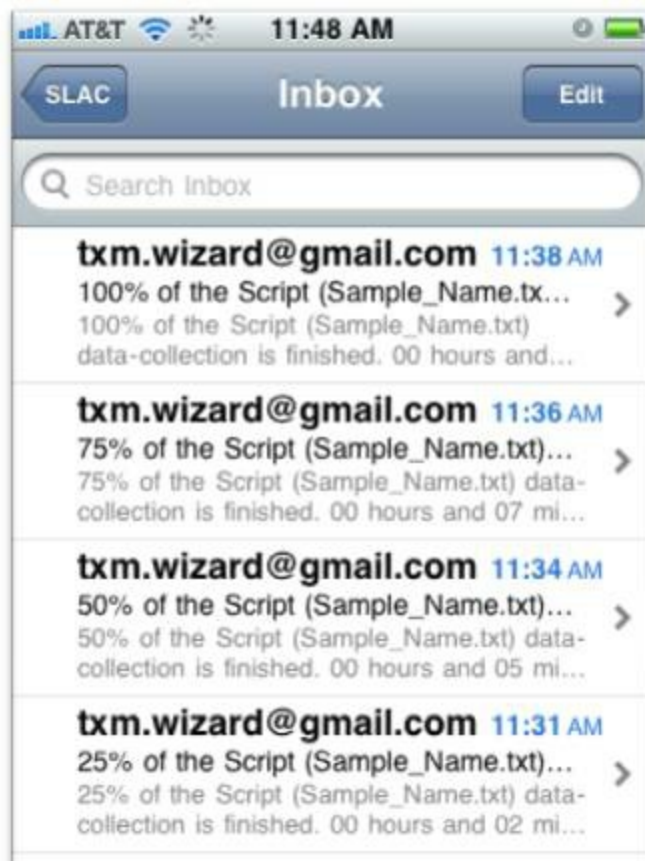 AT&T 11:48 AM
SLAC Inbox Edit
Search Inbox
txm.wizard@gmail.com 11:38 AM
100% of the Script (Sample_Name.tx...
100% of the Script (Sample_Name.txt)
data-collection is finished. 00 hours and...
txm.wizard@gmail.com 11:36 AM
75% of the Script (Sample_Name.txt)...
75% of the Script (Sample_Name.txt) data-
collection is finished. 00 hours and 07 mi...
txm.wizard@gmail.com 11:34 AM
50% of the Script (Sample_Name.txt)...
50% of the Script (Sample_Name.txt) data-
collection is finished. 00 hours and 05 mi...
txm.wizard@gmail.com 11:31 AM
25% of the Script (Sample_Name.txt)...
25% of the Script (Sample_Name.txt) data-
collection is finished. 00 hours and 02 mi...